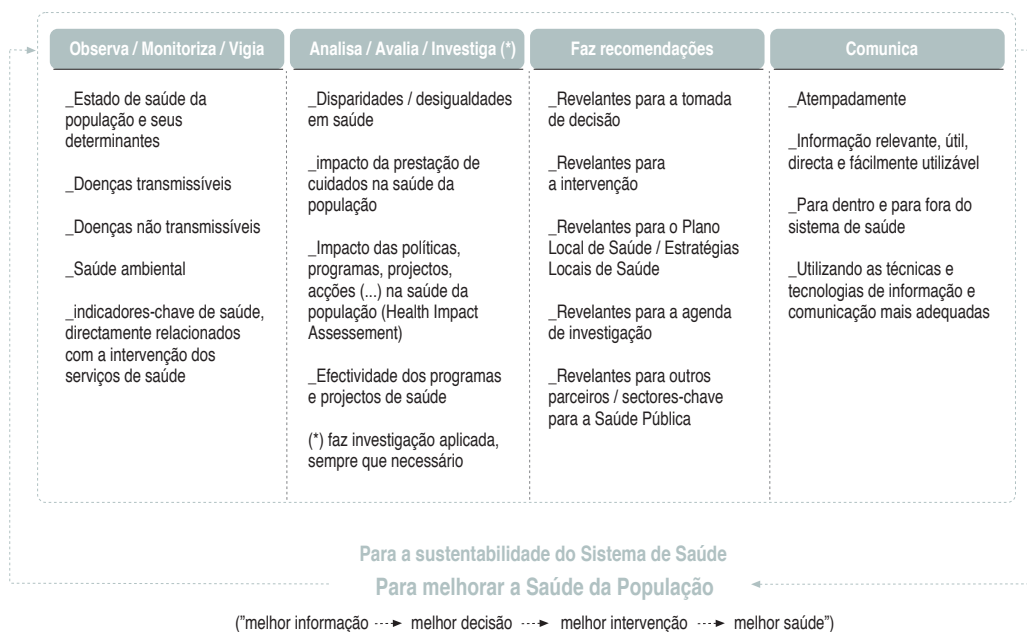 Observa / Monitoriza / Vigia
_Estado de saúde da
população e seus
determinantes
_Doenças transmissíveis
_Doenças não transmissíveis
_Saúde ambiental
_indicadores-chave de saúde,
directamente relacionados
com a intervenção dos
serviços de saúde
Analisa / Avalia / Investiga (*)
_Disparidades / desigualdades
em saúde
_impacto da prestação de
cuidados na saúde da
população
_Impacto das políticas,
programas, projectos,
acções (...) na saúde da
população (Health Impact
Assessement)
_Efectividade dos programas
e projectos de saúde
(*) faz investigação aplicada,
sempre que necessário
Faz recomendações
_Revelantes para a tomada
de decisão
_Revelantes para
a intervenção
_Revelantes para o Plano
Local de Saúde / Estratégias
Locais de Saúde
_Revelantes para a agenda
de investigação
_Revelantes para outros
parceiros / sectores-chave
para a Saúde Pública
Comunica
_Atempadamente
_Informação relevante, útil,
directa e fácilmente utilizável
_Para dentro e para fora do
sistema de saúde
_Utilizando as técnicas e
tecnologias de informação e
comunicação mais adequadas
Para a sustentabilidade do Sistema de Saúde
Para melhorar a Saúde da População
("melhor informação ---► melhor decisão ---► melhor intervenção ---► melhor saúde")